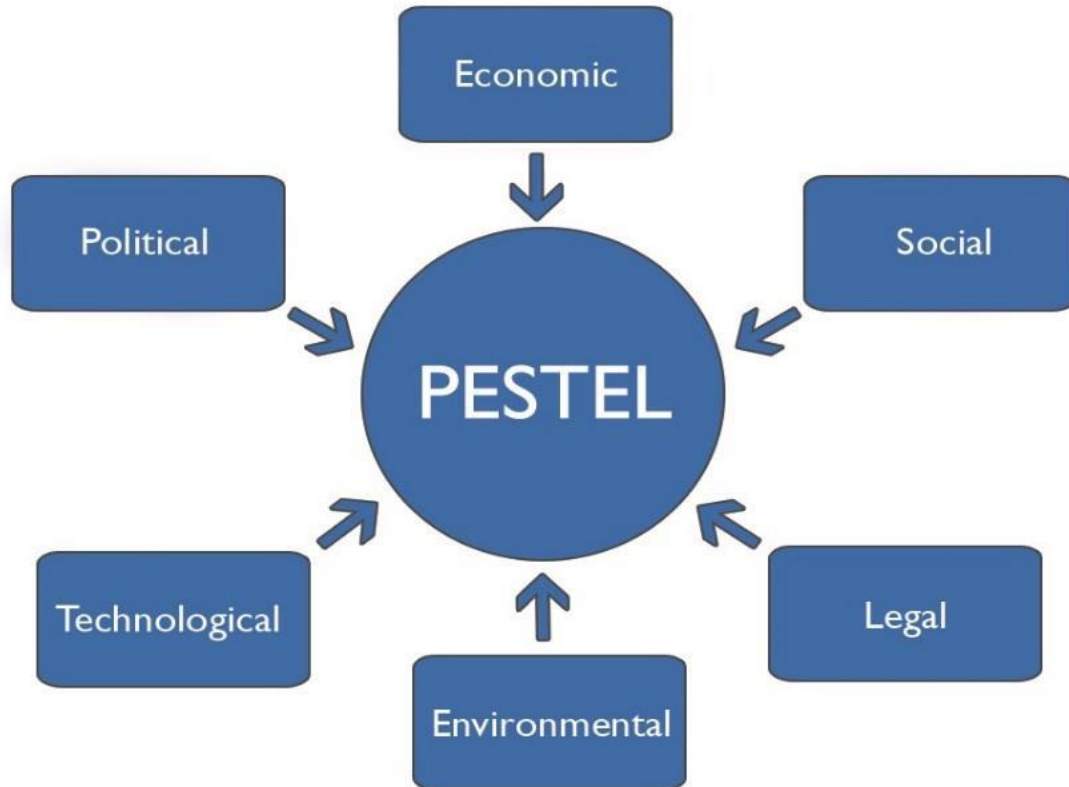 Economic
Political
Social
PESTEL
Technological
Legal
Environmental